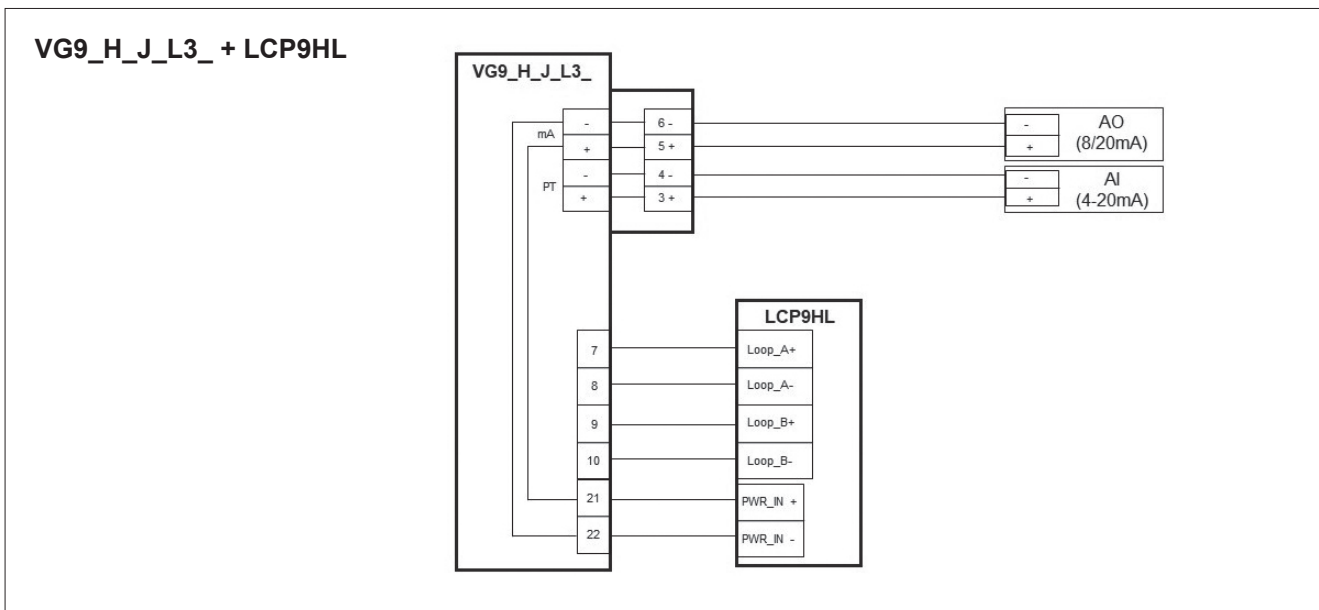 VG9_H_J_L3_ + LCP9HL
VG9_H_J_L3_
mA
-
+
PT
-
+
6 -
5 +
4 -
3 +
-
+
AO
(8/20mA)
-
+
AI
(4-20mA)
LCP9HL
7
Loop_A+
8
Loop_A-
9
Loop_B+
10
Loop_B-
21
PWR_IN +
22
PWR_IN -